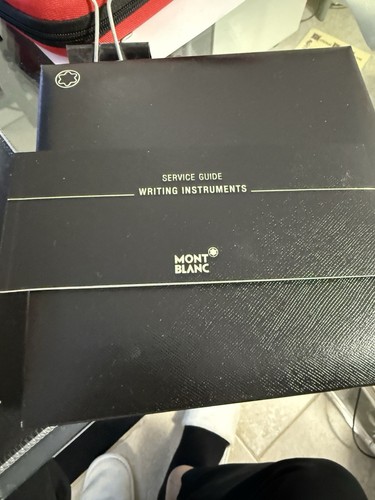 SERVICE GUIDE
WRITING INSTRUMENTS
MONT
BLANC